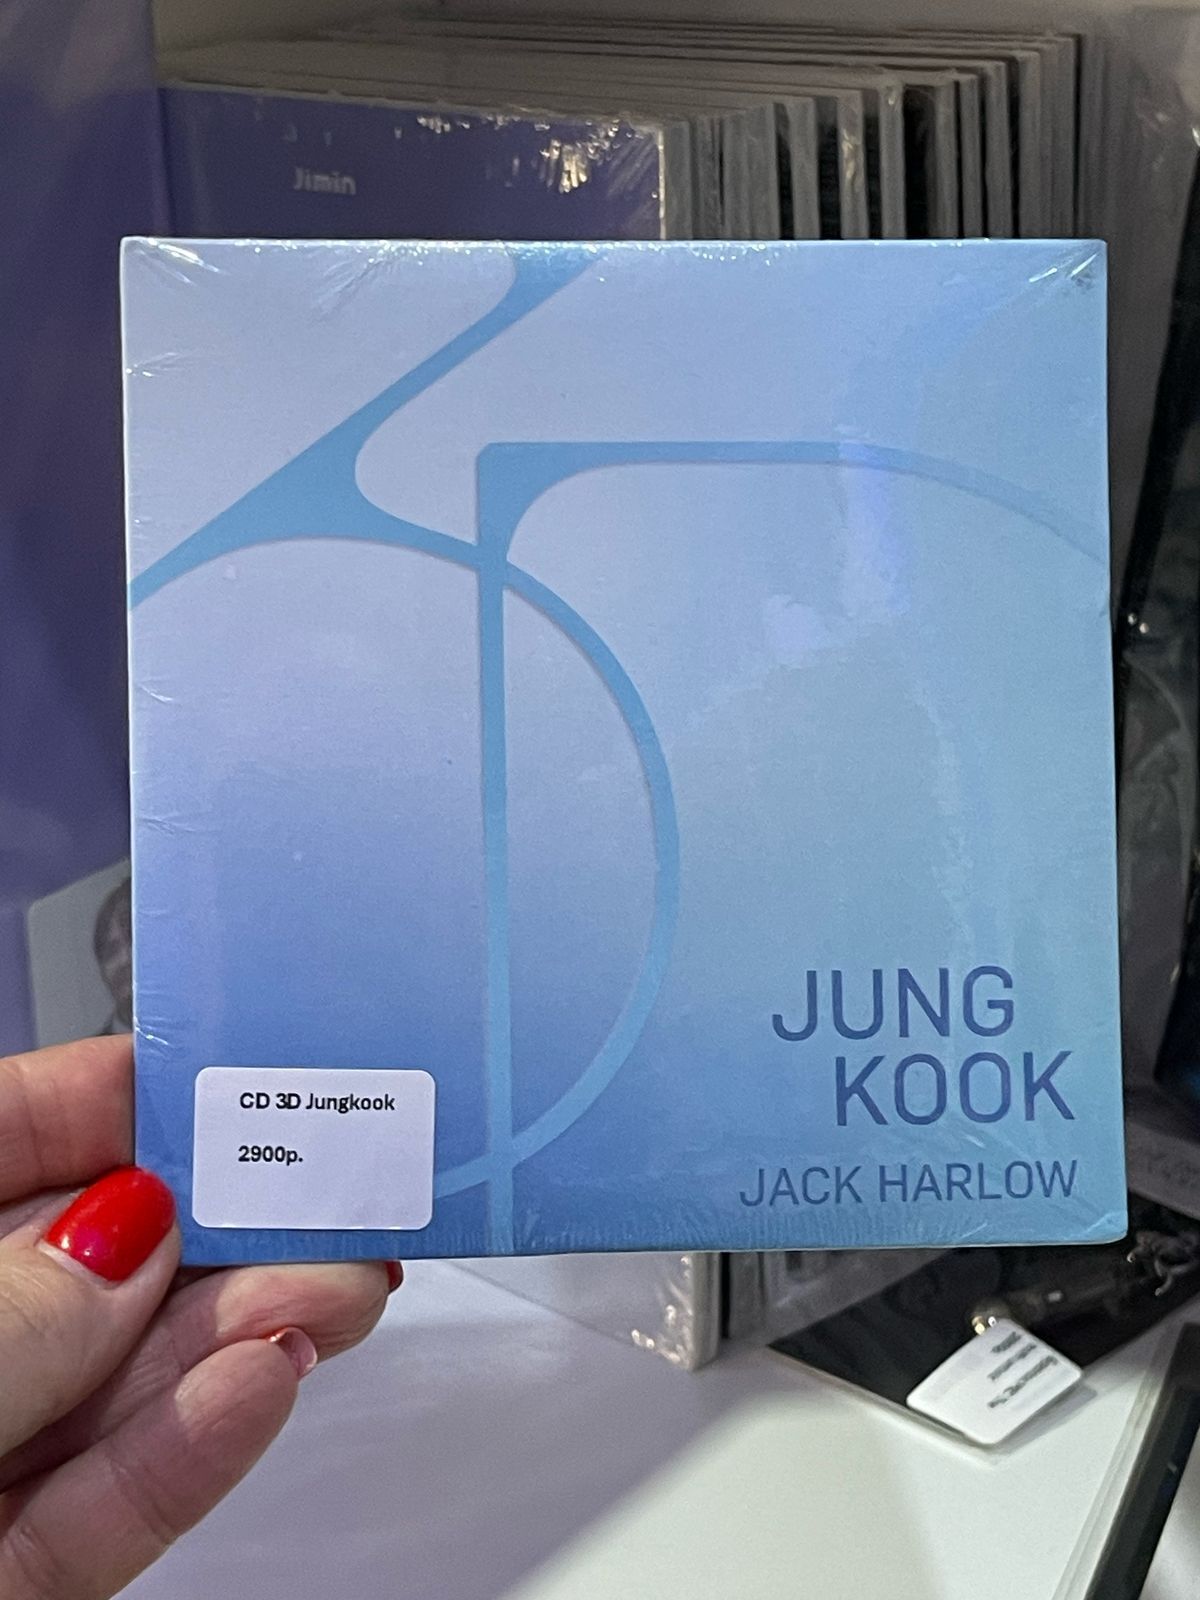 Jimin
JUNG
KOOK
JACK HARLOW
CD 3D Jungkook
2900р.